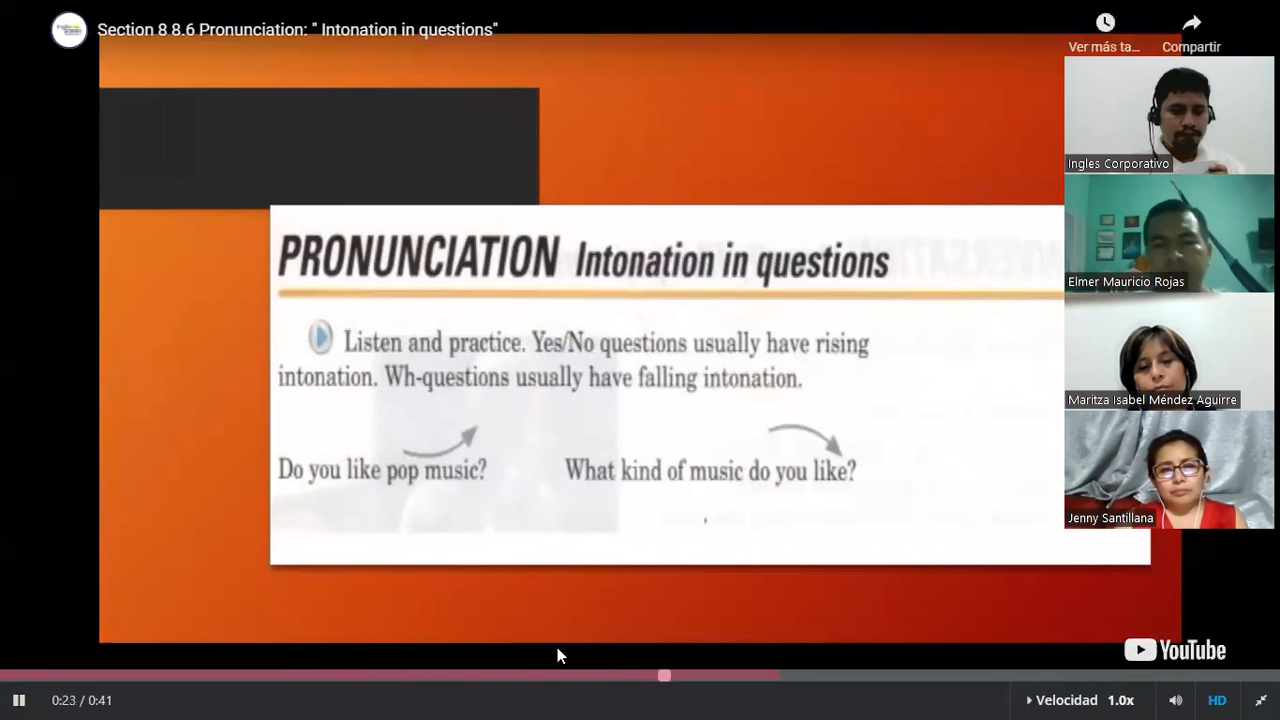 Section 8 8.6 Pronunciation: " Intonation in questions"
Ver más ta...
Compartir
PRONUNCIATION Intonation in questions
Listen and practice. Yes/No questions usually have rising
intonation. Wh-questions usually have falling intonation.
Do you like pop music?
What kind of music do you like?
Ingles Corporativo
Elmer Mauricio Rojas
Maritza Isabel Méndez Aguirre
Jenny Santillana
YouTube
0:23 / 0:41
Velocidad 1.0x
HD